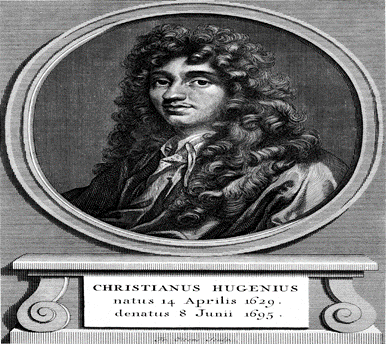 CHRISTIANUS HUGENIUS
natus 14 Aprilis 1629.
denatus 8 Junii 1695.